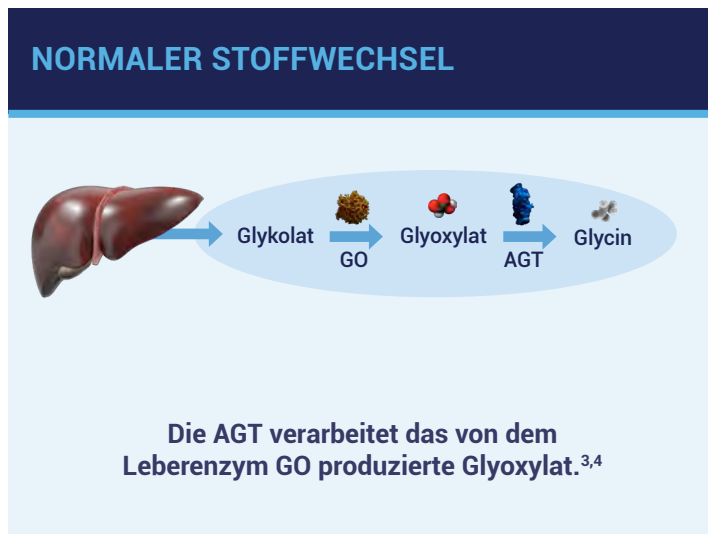 NORMALER STOFFWECHSEL
Glykolat
GO
Glyoxylat
AGT
Glycin
Die AGT verarbeitet das von dem
Leberenzym GO produzierte Glyoxylat.3,4